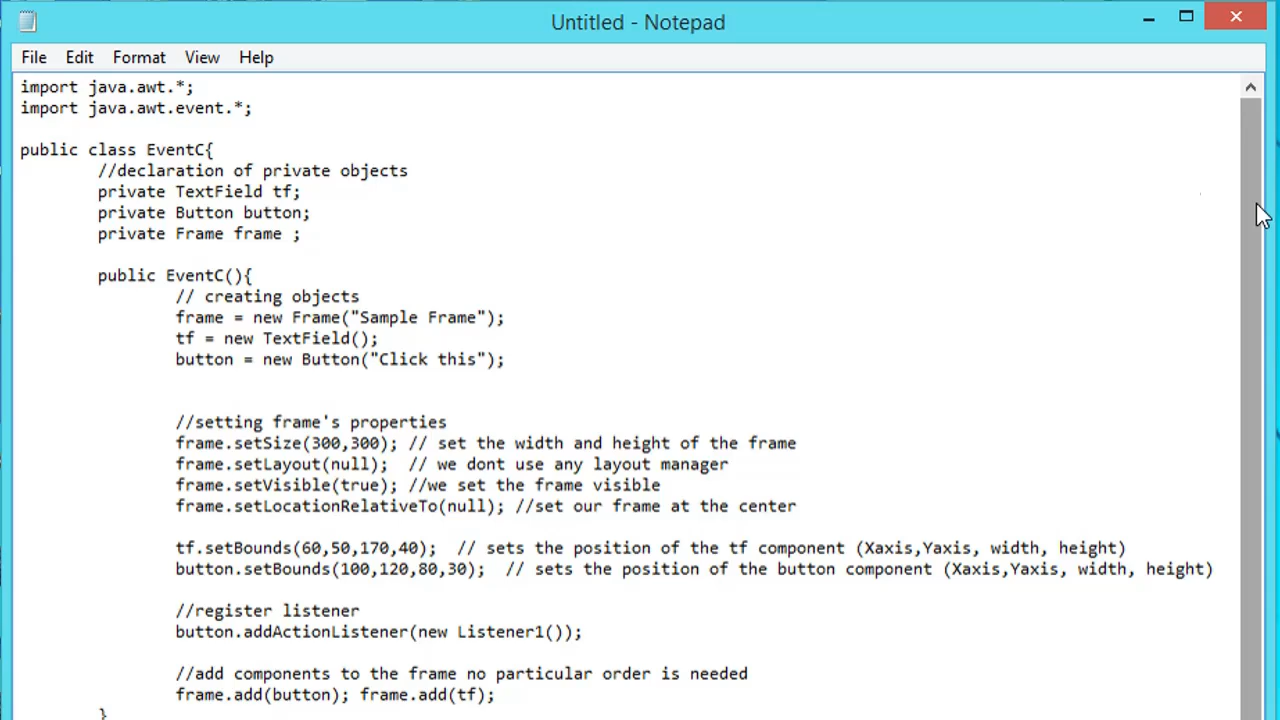 Untitled - Notepad
File Edit Format View Help
import java.awt.*;
import java.awt.event.*;
public class EventC{
//declaration of private objects
private TextField tf;
private Button button;
private Frame frame ;
public EventC(){
// creating objects
frame = new Frame("Sample Frame");
tf = new TextField();
button = new Button("Click this");
//setting frame's properties
frame.setSize(300,300); // set the width and height of the frame
frame.setLayout(null);  // we dont use any layout manager
frame.setVisible(true); //we set the frame visible
frame.setLocationRelativeTo(null); //set our frame at the center
tf.setBounds(60,50,170,40);  // sets the position of the tf component (Xaxis,Yaxis, width, height)
button.setBounds(100,120,80,30);  // sets the position of the button component (Xaxis,Yaxis, width, height)
//register listener
button.addActionListener(new Listener1());
//add components to the frame no particular order is needed
frame.add(button); frame.add(tf);
}